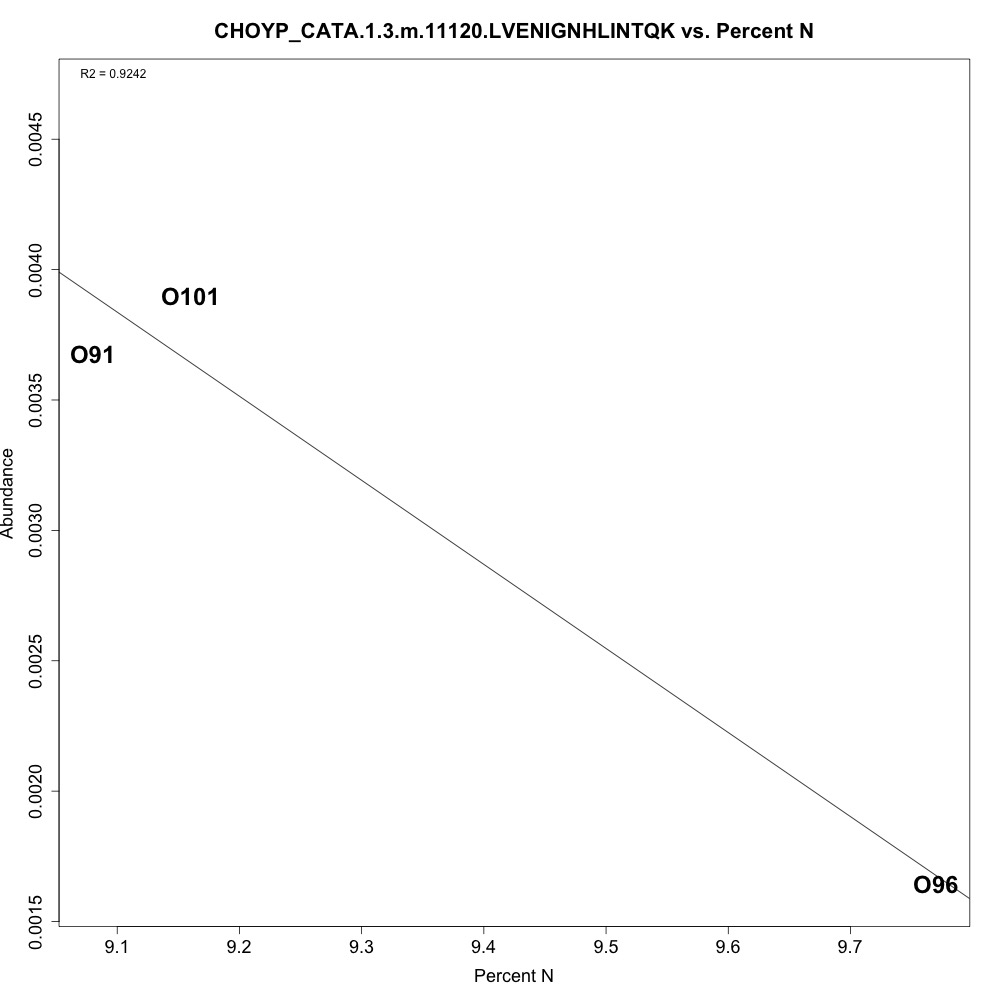 CHOYP_CATA.1.3.m.11120.LVENIGNHLINTQK vs. Percent N
R2 = 0.9242
0.0045
0.0040
0.0035
0.0030
0.0025
0.0020
0.0015
Abundance
O101
O91
O96
9.1 9.2 9.3 9.4 9.5 9.6 9.7
Percent N